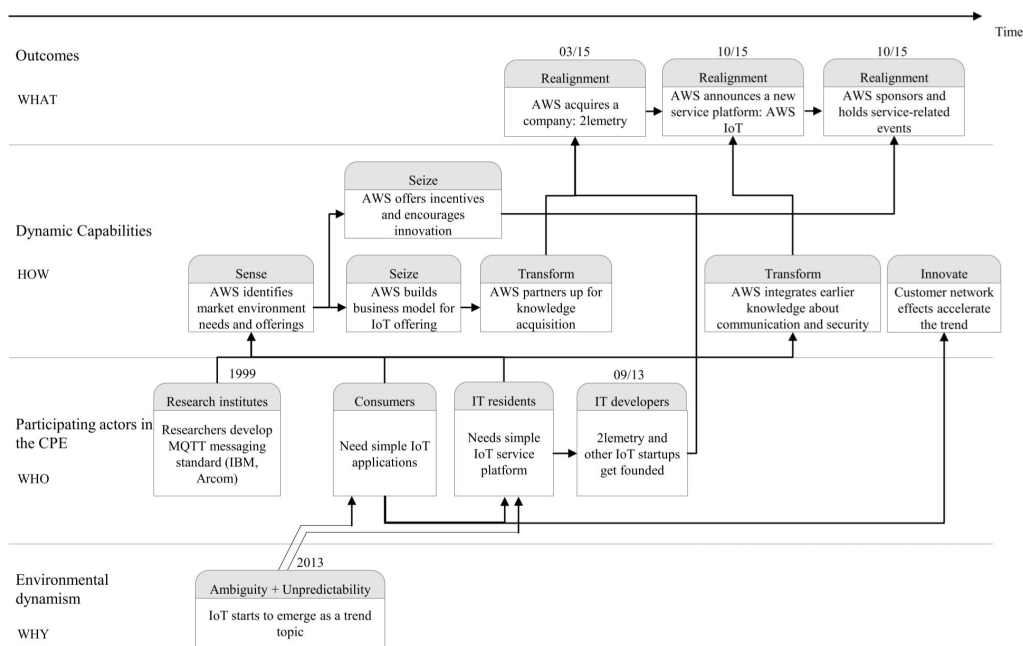 Time
Outcomes
WHAT
03/15
Realignment
AWS acquires a
company: 2lemetry
10/15
Realignment
AWS announces a new
service platform: AWS
IoT
10/15
Realignment
AWS sponsors and
holds service-related
events
Dynamic Capabilities
HOW
Seize
AWS offers incentives
and encourages
innovation
Sense
AWS identifies
market environment
needs and offerings
Seize
AWS builds
business model for
IoT offering
Transform
AWS partners up for
knowledge
acquisition
Transform
AWS integrates earlier
knowledge about
communication and security
Innovate
Customer network
effects accelerate
the trend
Participating actors in
the CPE
WHO
1999
Research institutes
Researchers develop
MQTT messaging
standard (IBM,
Arcom)
Consumers
Need simple IoT
applications
IT residents
Needs simple
IoT service
platform
09/13
IT developers
2lemetry and
other IoT startups
get founded
Environmental
dynamism
WHY
2013
Ambiguity + Unpredictability
IoT starts to emerge as a trend
topic